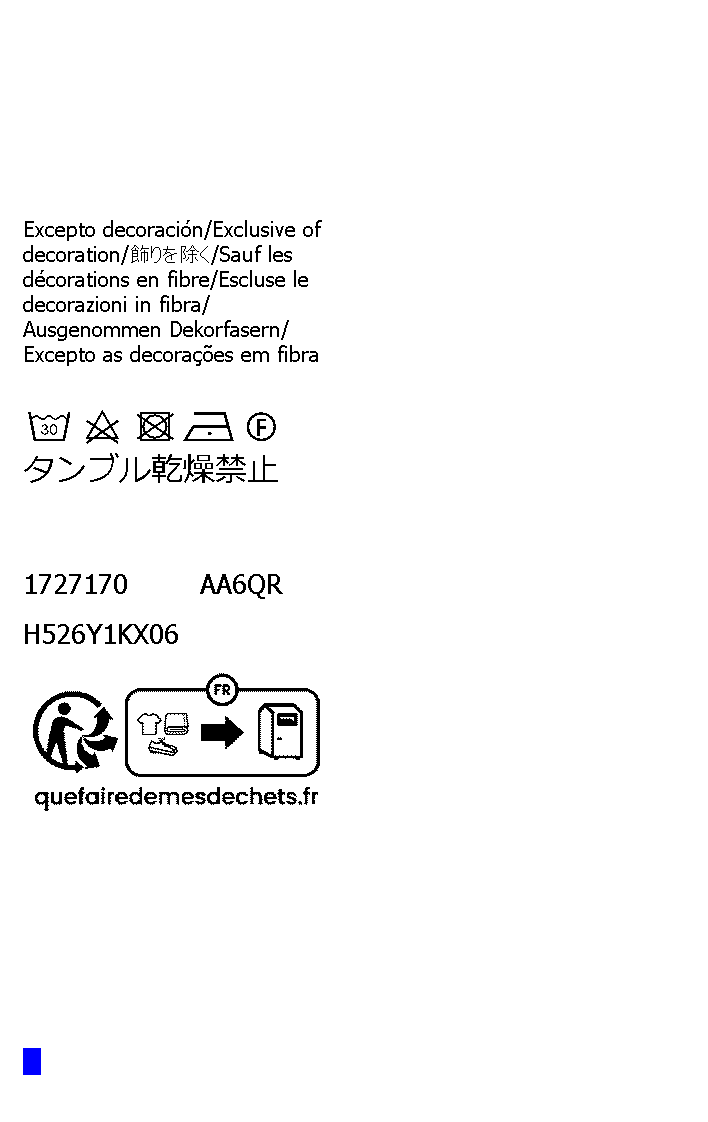 Excepto decoración/Exclusive of
decoration/飾りを除く/Sauf les
décorations en fibre/Escluse le
decorazioni in fibra/
Ausgenommen Dekorfasern/
Excepto as decorações em fibra
30 F
タンブル乾燥禁止
1727170 AA6QR
H526Y1KX06
FR
quefairedemesdechets.fr